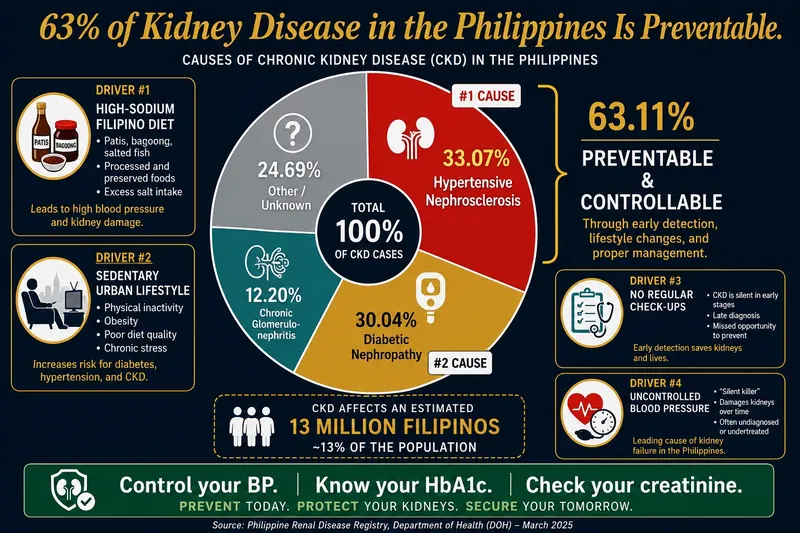 63% of Kidney Disease in the Philippines Is Preventable.
CAUSES OF CHRONIC KIDNEY DISEASE (CKD) IN THE PHILIPPINES
DRIVER #1
HIGH-SODIUM
FILIPINO DIET
• Patis, bagoong,
salted fish
• Processed and
preserved foods
• Excess salt intake
PATIS
BAGOONG
Leads to high blood pressure
and kidney damage.
DRIVER #2
SEDENTARY
URBAN LIFESTYLE
• Physical inactivity
• Obesity
• Poor diet quality
• Chronic stress
Increases risk for diabetes,
hypertension, and CKD.
?
24.69%
Other /
Unknown
#1 CAUSE
33.07%
Hypertensive
Nephrosclerosis
TOTAL
100%
OF CKD CASES
12.20%
Chronic
Glomerulo-
nephritis
30.04%
Diabetic
Nephropathy
#2 CAUSE
63.11%
PREVENTABLE
&
CONTROLLABLE
Through early detection,
lifestyle changes, and
proper management.
DRIVER #3
NO REGULAR
CHECK-UPS
• CKD is silent in early
stages
• Late diagnosis
• Missed opportunity
to prevent
Early detection saves kidneys
and lives.
DRIVER #4
UNCONTROLLED
BLOOD PRESSURE
• "Silent killer"
• Damages kidneys
over time
• Often undiagnosed
or undertreated
Leading cause of kidney
failure in the Philippines.
CKD AFFECTS AN ESTIMATED
13 MILLION FILIPINOS
~13% OF THE POPULATION
Control your BP. | Know your HbA1c. | Check your creatinine.
PREVENT TODAY. PROTECT YOUR KIDNEYS. SECURE YOUR TOMORROW.
Source: Philippine Renal Disease Registry, Department of Health (DOH) – March 2025